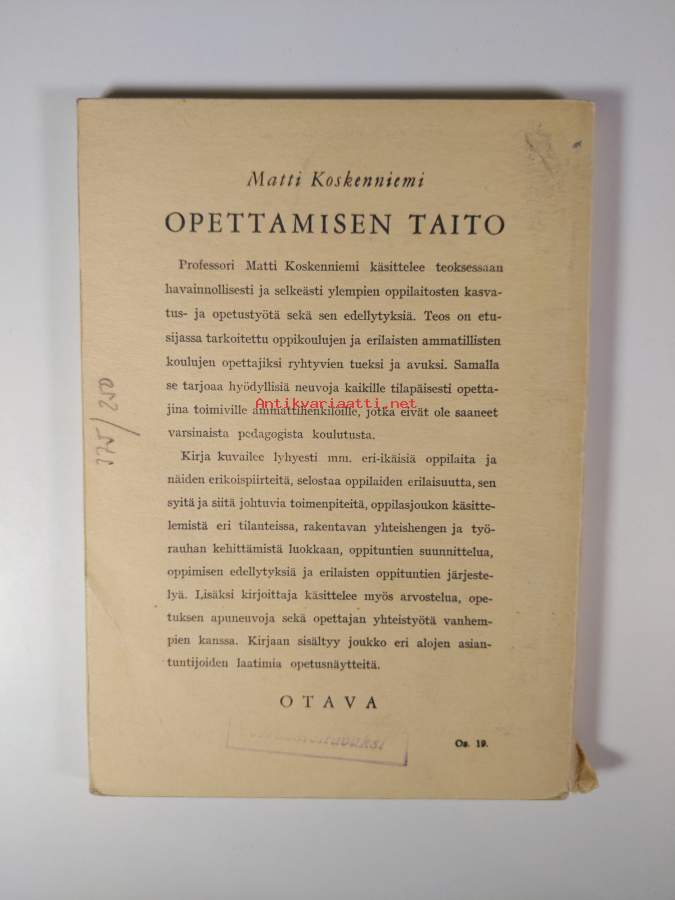 Matti Koskenniemi
OPETTAMISEN TAITO
Professori Matti Koskenniemi käsittelee teoksessaan
havainnollisesti ja selkeästi ylempien oppilaitosten kasva-
tus- ja opetustyötä sekä sen edellytyksiä. Teos on etu-
sijassa tarkoitettu oppikoulujen ja erilaisten ammatillisten
koulujen opettajiksi ryhtyvien tueksi ja avuksi. Samalla
se tarjoaa hyödyllisiä neuvoja kaikille tilapäisesti opetta-
Antikvariaatti.net
jina toimiville ammattihenkilöille, jotka eivät ole saaneet
varsinaista pedagogista koulutusta.
Kirja kuvailee lyhyesti mm. eri-ikäisiä oppilaita ja
näiden erikoispiirteitä, selostaa oppilaiden erilaisuutta, sen
syitä ja siitä johtuvia toimenpiteitä, oppilasjoukon käsitte-
lemistä eri tilanteissa, rakentavan yhteishengen ja työ-
rauhan kehittämistä luokkaan, oppituntien suunnittelua,
oppimisen edellytyksiä ja erilaisten oppituntien järjeste-
lyä. Lisäksi kirjoittaja käsittelee myös arvostelua, ope-
tuksen apuneuvoja sekä opettajan yhteistyötä vanhem-
pien kanssa. Kirjaan sisältyy joukko eri alojen asian-
tuntijoiden laatimia opetusnäytteitä.
OTAVA
Os. 19.